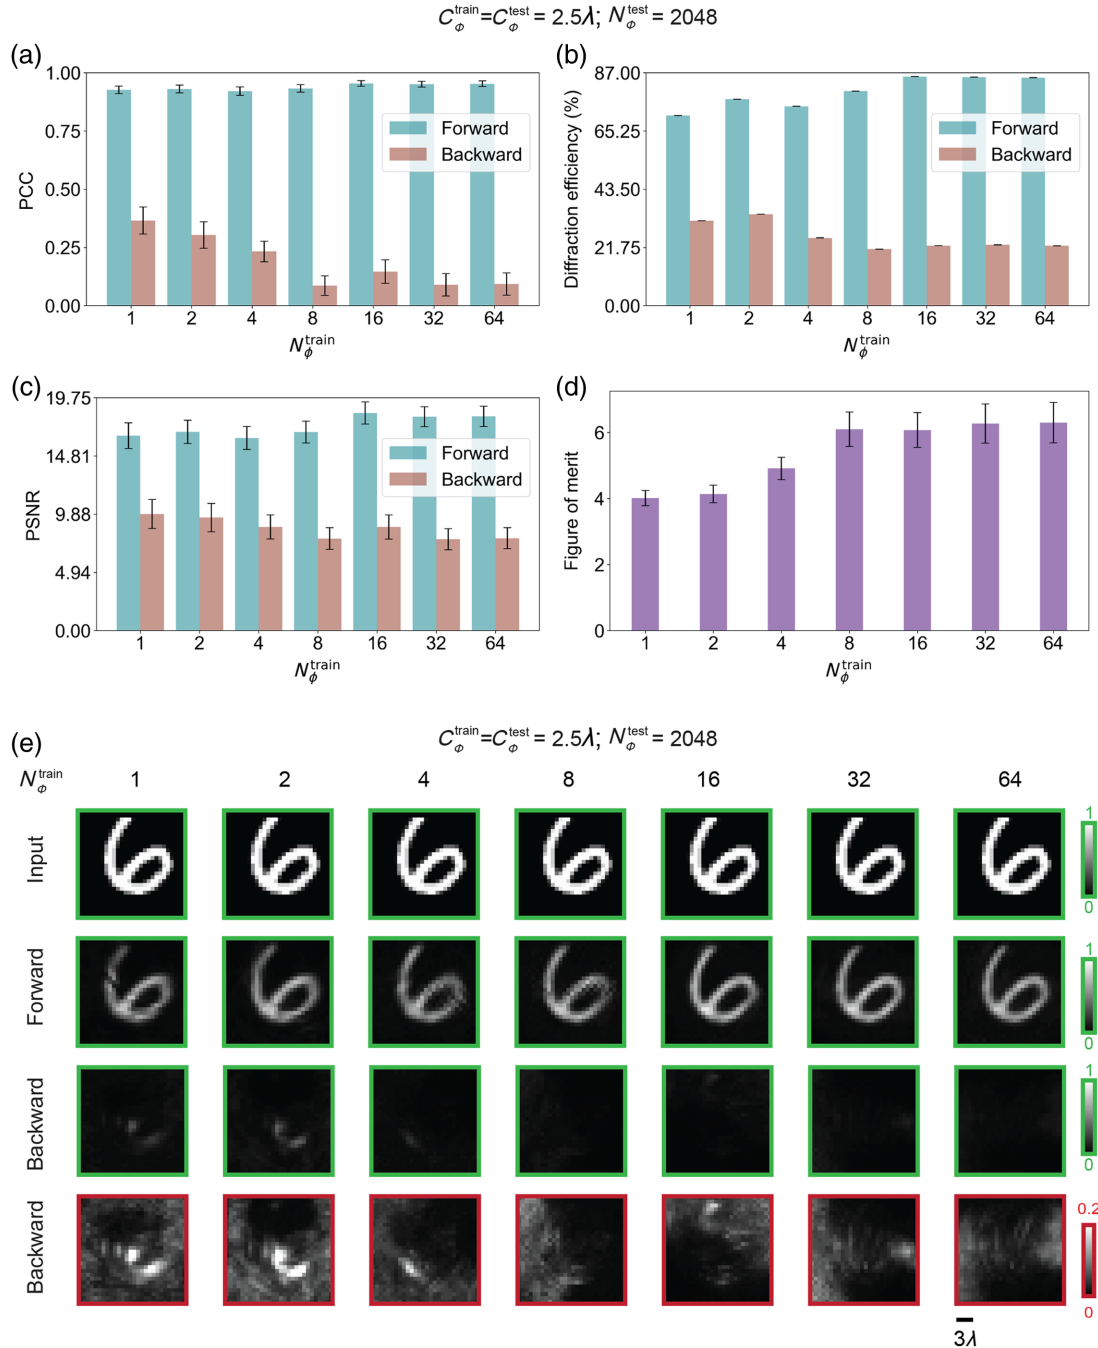 C_ϕ^train=C_ϕ^test = 2.5λ; N_ϕ^test = 2048
(a)
1.00
0.75
0.50
0.25
0.00
PCC
Forward
Backward
1 2 4 8 16 32 64
N_ϕ^train
(b)
87.00
65.25
43.50
21.75
0.00
Diffraction efficiency (%)
Forward
Backward
1 2 4 8 16 32 64
N_ϕ^train
(c)
19.75
14.81
9.88
4.94
0.00
PSNR
Forward
Backward
1 2 4 8 16 32 64
N_ϕ^train
(d)
6
4
2
0
Figure of merit
1 2 4 8 16 32 64
N_ϕ^train
(e)
C_ϕ^train=C_ϕ^test = 2.5λ; N_ϕ^test = 2048
N_ϕ^train 1 2 4 8 16 32 64
Input
1
0
Forward
1
0
Backward
1
0
Backward
0.2
0
3λ